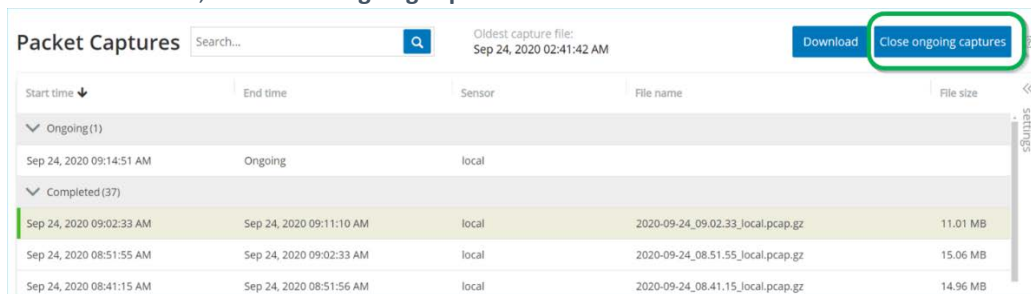 Packet Captures Search... Oldest capture file: Download Close ongoing captures
Sep 24, 2020 02:41:42 AM
Start time End time Sensor File name File size
settings
Ongoing (1)
Sep 24, 2020 09:14:51 AM Ongoing local
Completed (37)
Sep 24, 2020 09:02:33 AM Sep 24, 2020 09:11:10 AM local 2020-09-24_09.02.33_local.pcap.gz 11.01 MB
Sep 24, 2020 08:51:55 AM Sep 24, 2020 09:02:33 AM local 2020-09-24_08.51.55_local.pcap.gz 15.06 MB
Sep 24, 2020 08:41:15 AM Sep 24, 2020 08:51:56 AM local 2020-09-24_08.41.15_local.pcap.gz 14.96 MB